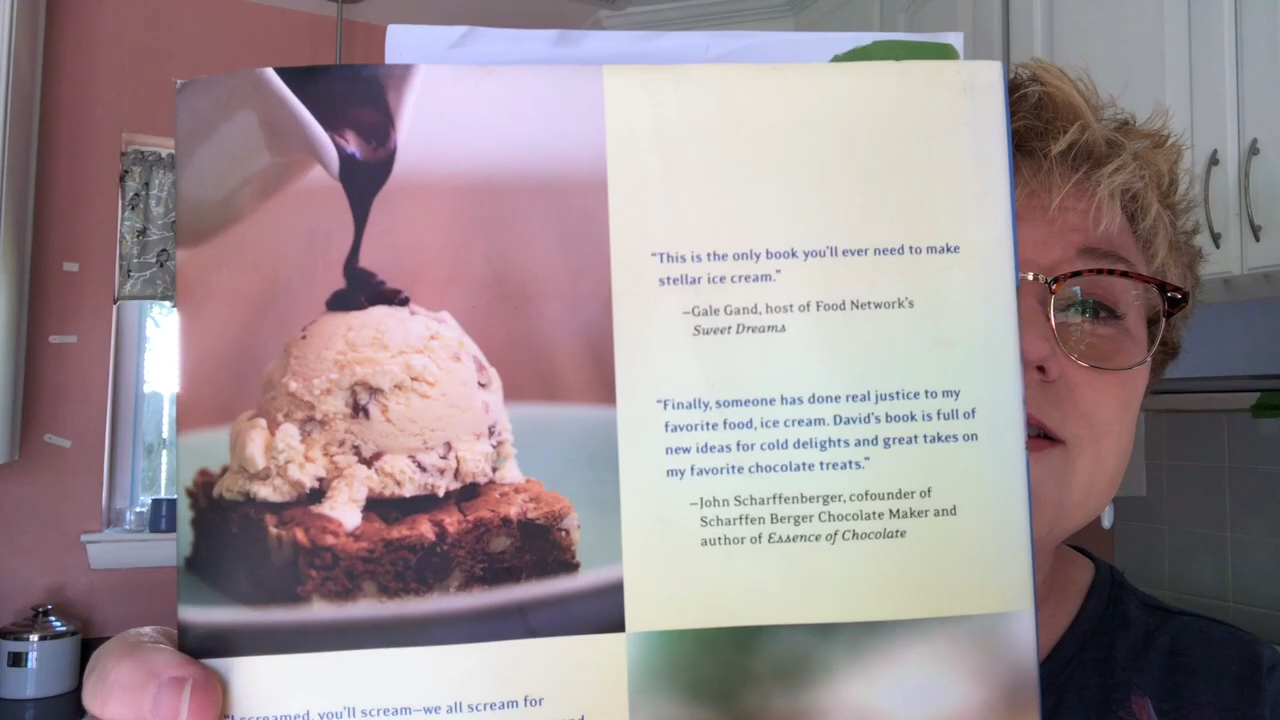 "This is the only book you'll ever need to make
stellar ice cream."
—Gale Gand, host of Food Network's
Sweet Dreams
"Finally, someone has done real justice to my
favorite food, ice cream. David's book is full of
new ideas for cold delights and great takes on
my favorite chocolate treats."
—John Scharffenberger, cofounder of
Scharffen Berger Chocolate Maker and
author of Essence of Chocolate
"I screamed, you'll scream—we all scream for